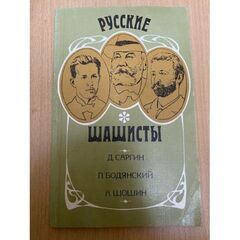 РУССКИЕ
ШАШИСТЫ
Д. САРГИН
П. БОДЯНСКИЙ
А. ШОШИН